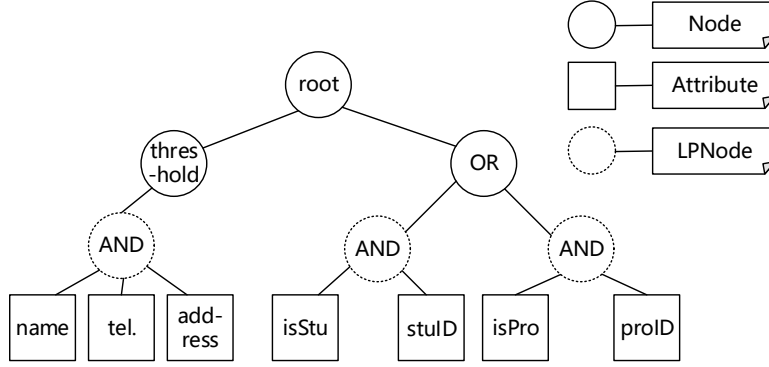 Node
root
Attribute
thres
-hold
OR
LPNode
AND
AND
AND
name
tel.
add-
ress
isStu
stuID
isPro
proID